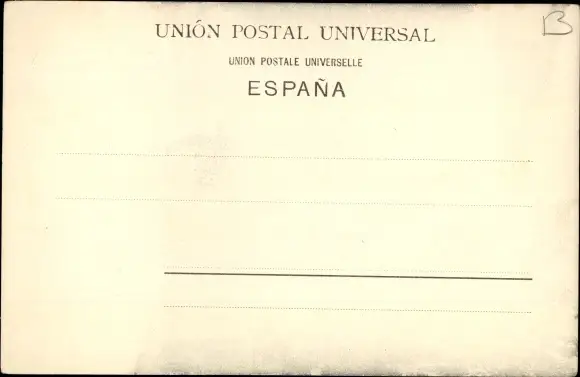 B
UNIÓN POSTAL UNIVERSAL
UNION POSTALE UNIVERSELLE
ESPAÑA